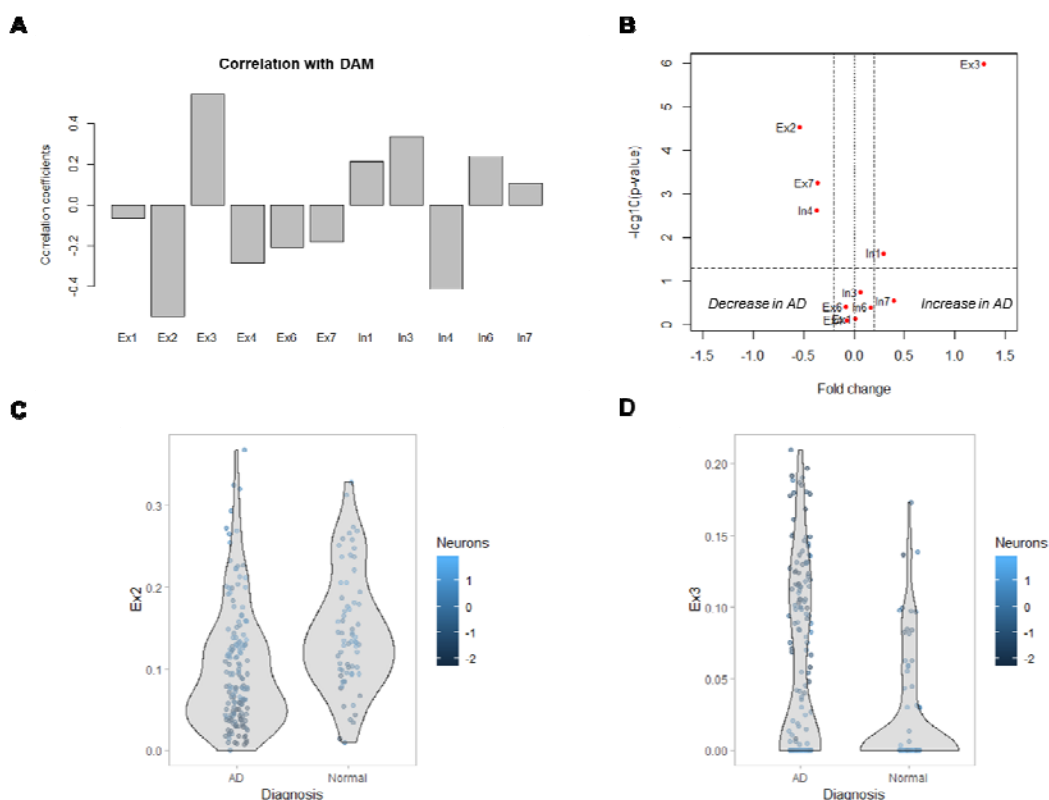 A
Correlation with DAM
Correlation coefficients
0.4
0.2
0.0
-0.2
-0.4
Ex1 Ex2 Ex3 Ex4 Ex6 Ex7 In1 In3 In4 In6 In7
B
-log10(p-value)
6
5
4
3
2
1
0
Ex3
Ex2
Ex7
In4
In1
In3
In7
Ex6 In6
Ex1
Decrease in AD
Increase in AD
-1.5 -1.0 -0.5 0.0 0.5 1.0 1.5
Fold change
C
Ex2
0.3
0.2
0.1
0.0
AD Normal
Diagnosis
Neurons
1
0
-1
-2
D
Ex3
0.20
0.15
0.10
0.05
0.00
AD Normal
Diagnosis
Neurons
1
0
-1
-2